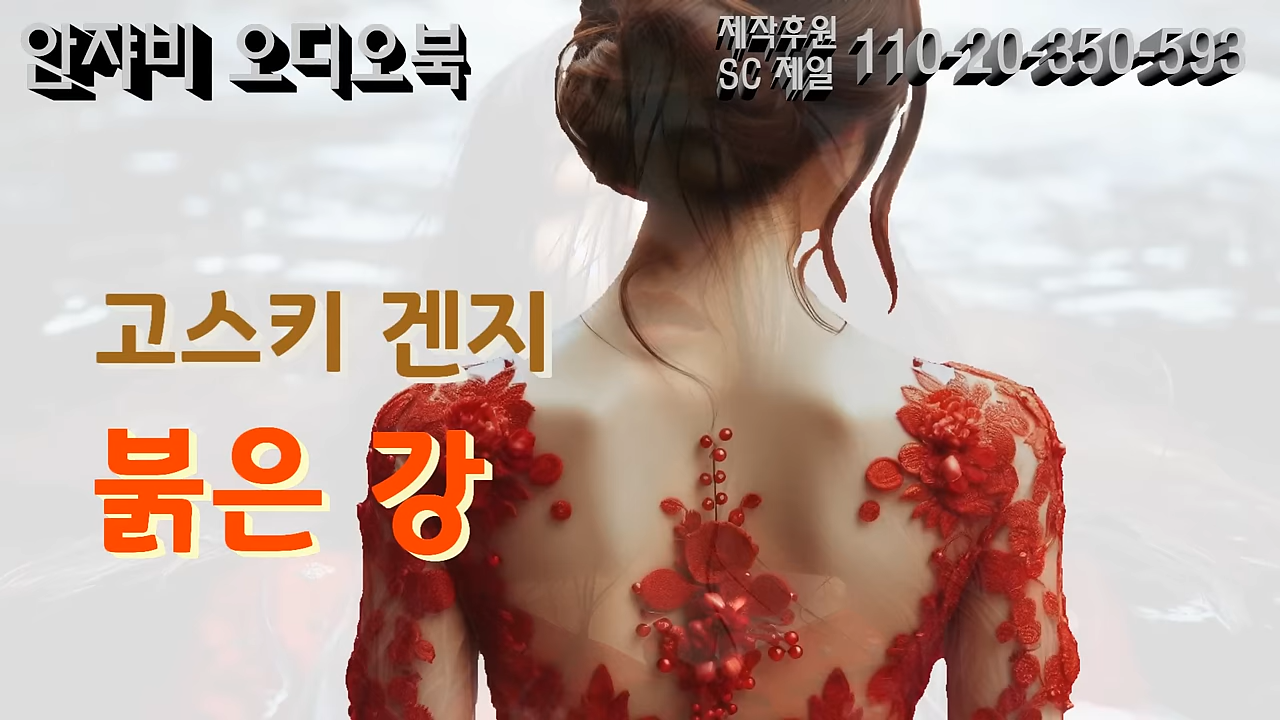 안쟈비 오디오북
제작후원
SC 제일
110-20-350-593
고스키 겐지
붉은 강